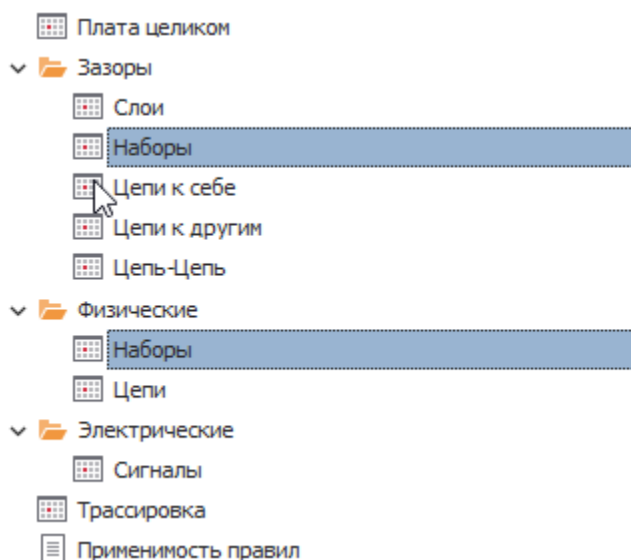 Плата целиком
Зазоры
Слои
Наборы
Цепи к себе
Цепи к другим
Цепь-Цепь
Физические
Наборы
Цепи
Электрические
Сигналы
Трассировка
Применимость правил